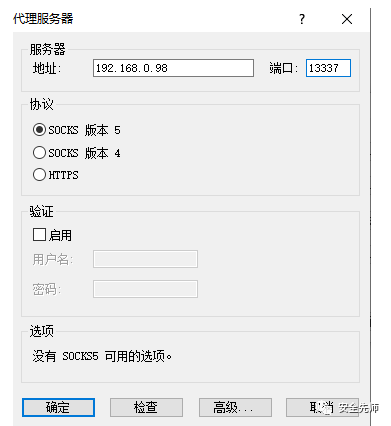 代理服务器 ? ×
服务器
地址: 192.168.0.98 端口: 13337
协议
SOCKS 版本 5
SOCKS 版本 4
HTTPS
验证
启用
用户名:
密码:
选项
没有 SOCKS5 可用的选项。
确定 检查 高级... 取消
安全先师